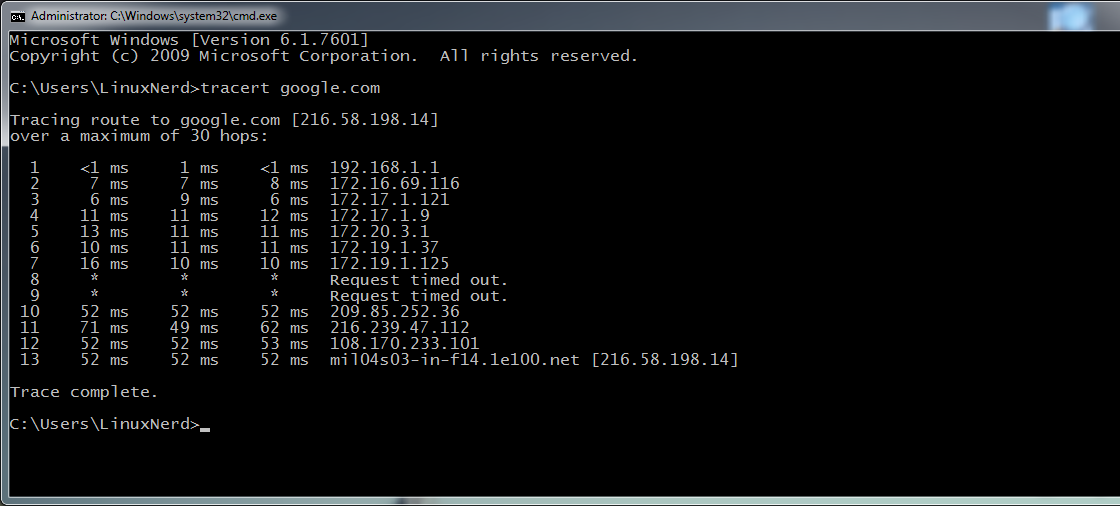 Administrator: C:\Windows\system32\cmd.exe
Microsoft Windows [Version 6.1.7601]
Copyright (c) 2009 Microsoft Corporation.  All rights reserved.
C:\Users\LinuxNerd>tracert google.com
Tracing route to google.com [216.58.198.14]
over a maximum of 30 hops:
  1    <1 ms     1 ms    <1 ms  192.168.1.1
  2     7 ms     7 ms     8 ms  172.16.69.116
  3     6 ms     9 ms     6 ms  172.17.1.121
  4    11 ms    11 ms    12 ms  172.17.1.9
  5    13 ms    11 ms    11 ms  172.20.3.1
  6    10 ms    11 ms    11 ms  172.19.1.37
  7    16 ms    10 ms    10 ms  172.19.1.125
  8     *        *        *     Request timed out.
  9     *        *        *     Request timed out.
 10    52 ms    52 ms    52 ms  209.85.252.36
 11    71 ms    49 ms    62 ms  216.239.47.112
 12    52 ms    52 ms    53 ms  108.170.233.101
 13    52 ms    52 ms    52 ms  mil04s03-in-f14.1e100.net [216.58.198.14]
Trace complete.
C:\Users\LinuxNerd>_